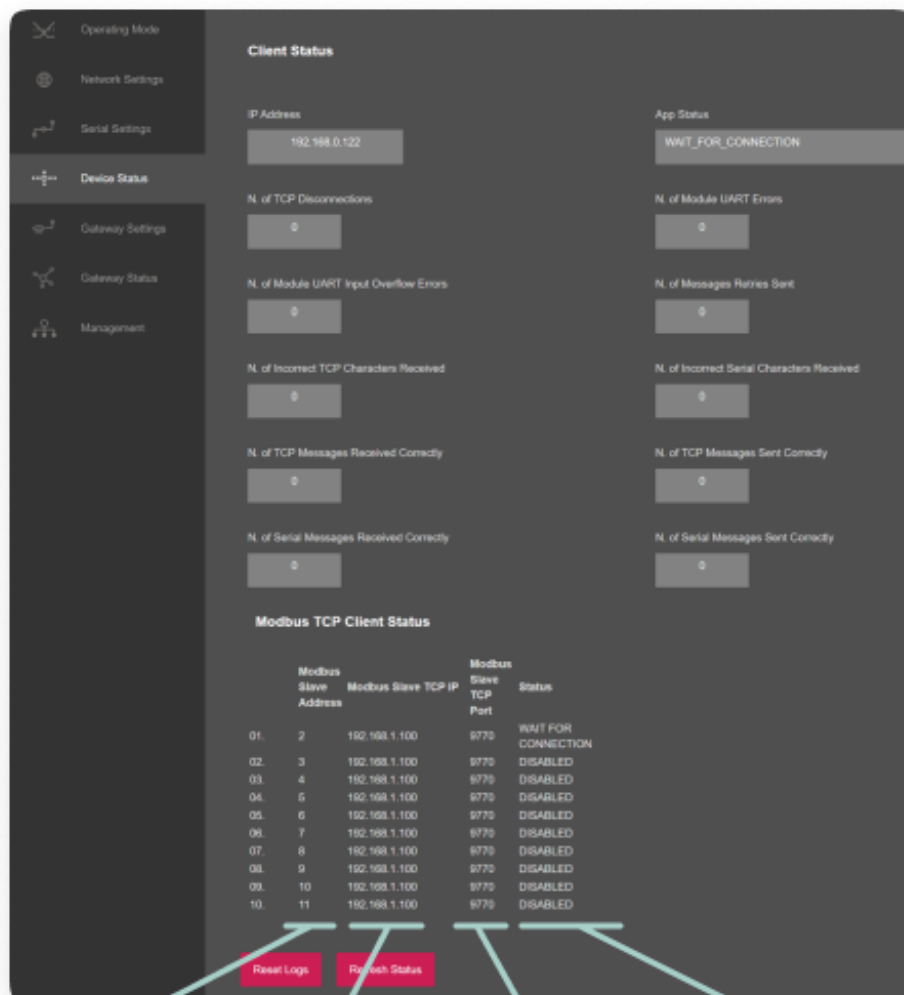 Operating Mode
Network Settings
Serial Settings
Device Status
Gateway Settings
Gateway Status
Management
Client Status
IP Address
192.168.0.122
App Status
WAIT_FOR_CONNECTION
N. of TCP Disconnections
0
N. of Module UART Errors
0
N. of Module UART Input Overflow Errors
0
N. of Messages Retries Sent
0
N. of Incorrect TCP Characters Received
0
N. of Incorrect Serial Characters Received
0
N. of TCP Messages Received Correctly
0
N. of TCP Messages Sent Correctly
0
N. of Serial Messages Received Correctly
0
N. of Serial Messages Sent Correctly
0
Modbus TCP Client Status
Modbus Slave Address Modbus Slave TCP IP Modbus Slave TCP Port Status
01. 2 192.168.1.100 9770 WAIT FOR CONNECTION
02. 3 192.168.1.100 9770 DISABLED
03. 4 192.168.1.100 9770 DISABLED
04. 5 192.168.1.100 9770 DISABLED
05. 6 192.168.1.100 9770 DISABLED
06. 7 192.168.1.100 9770 DISABLED
07. 8 192.168.1.100 9770 DISABLED
08. 9 192.168.1.100 9770 DISABLED
09. 10 192.168.1.100 9770 DISABLED
10. 11 192.168.1.100 9770 DISABLED
Reset Logs
Refresh Status